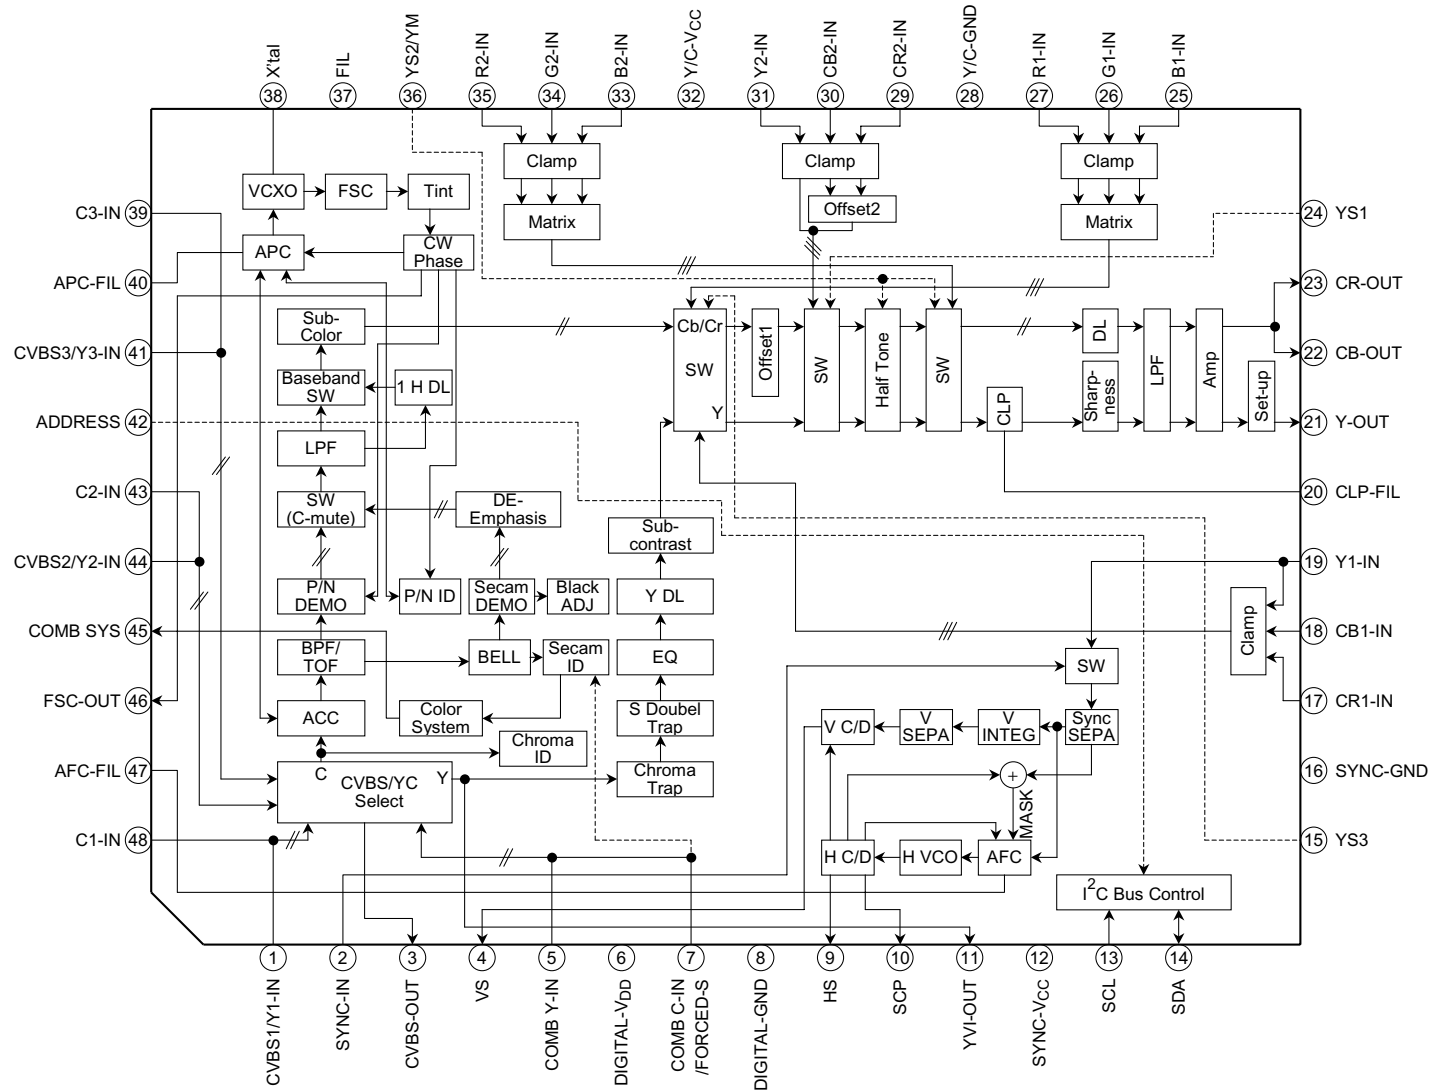 X'tal
FIL
YS2/YM
R2-IN
G2-IN
B2-IN
Y/C-VCC
Y2-IN
CB2-IN
CR2-IN
Y/C-GND
R1-IN
G1-IN
B1-IN
38
37
36
35
34
33
32
31
30
29
28
27
26
25
Clamp
Clamp
Clamp
VCXO
FSC
Tint
Matrix
Offset2
Matrix
C3-IN
39
24
YS1
APC
CW
Phase
APC-FIL
40
23
CR-OUT
Sub-
Color
Cb/Cr
SW
Y
Offset1
SW
Half Tone
SW
DL
LPF
Amp
CVBS3/Y3-IN
41
22
CB-OUT
Baseband
SW
1 H DL
CLP
Sharp-
ness
Set-up
ADDRESS
42
21
Y-OUT
LPF
C2-IN
43
20
CLP-FIL
SW
(C-mute)
DE-
Emphasis
Sub-
contrast
CVBS2/Y2-IN
44
19
Y1-IN
P/N
DEMO
P/N ID
Secam
DEMO
Black
ADJ
Y DL
Clamp
COMB SYS
45
18
CB1-IN
BPF/
TOF
BELL
Secam
ID
EQ
SW
FSC-OUT
46
17
CR1-IN
ACC
Color
System
S Doubel
Trap
V C/D
V
SEPA
V
INTEG
Sync
SEPA
Chroma
ID
AFC-FIL
47
16
SYNC-GND
C
CVBS/YC
Select
Y
Chroma
Trap
+
MASK
C1-IN
48
15
YS3
H C/D
H VCO
AFC
I2C Bus Control
1
2
3
4
5
6
7
8
9
10
11
12
13
14
CVBS1/Y1-IN
SYNC-IN
CVBS-OUT
VS
COMB Y-IN
DIGITAL-VDD
COMB C-IN
/FORCED-S
DIGITAL-GND
HS
SCP
YVI-OUT
SYNC-VCC
SCL
SDA